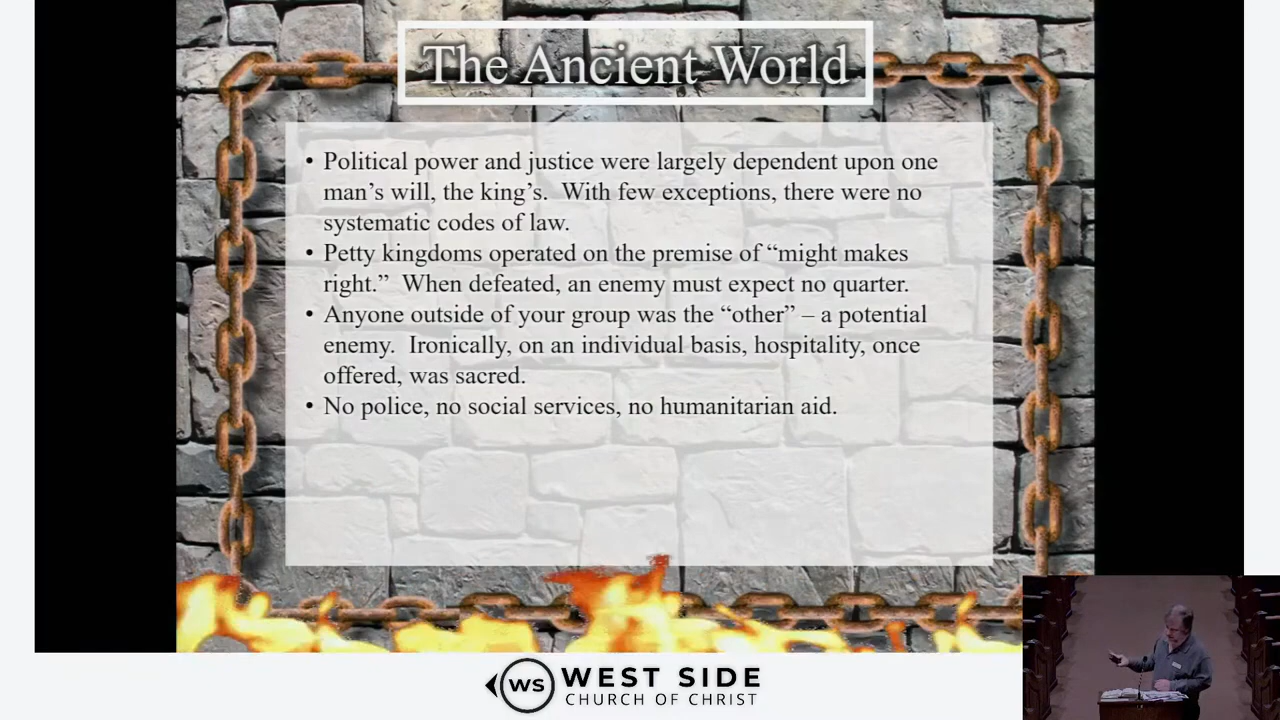 The Ancient World
• Political power and justice were largely dependent upon one
man’s will, the king’s.  With few exceptions, there were no
systematic codes of law.
• Petty kingdoms operated on the premise of “might makes
right.”  When defeated, an enemy must expect no quarter.
• Anyone outside of your group was the “other” – a potential
enemy.  Ironically, on an individual basis, hospitality, once
offered, was sacred.
• No police, no social services, no humanitarian aid.
WS
WEST SIDE
CHURCH OF CHRIST